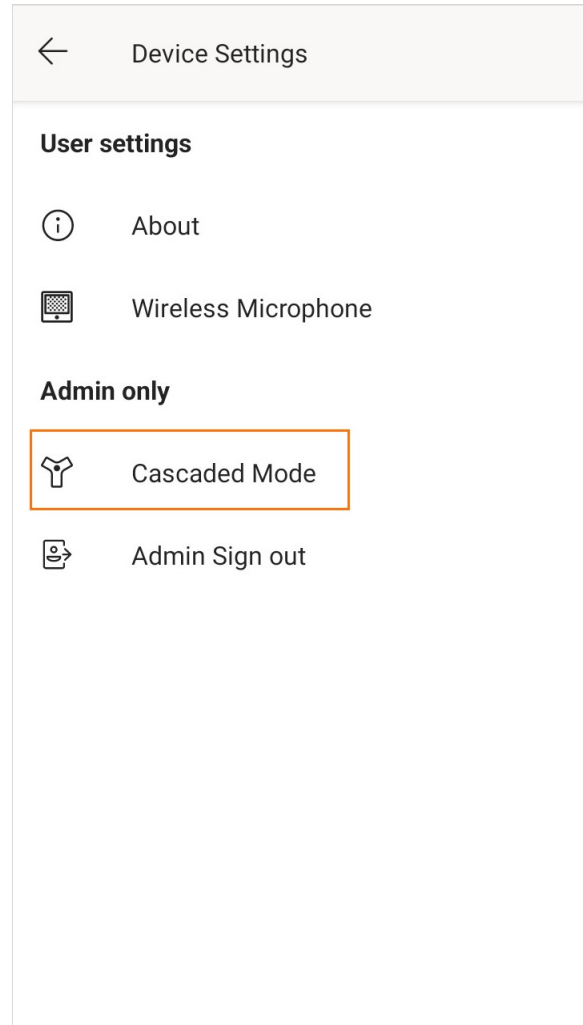 Device Settings
User settings
About
Wireless Microphone
Admin only
Cascaded Mode
Admin Sign out